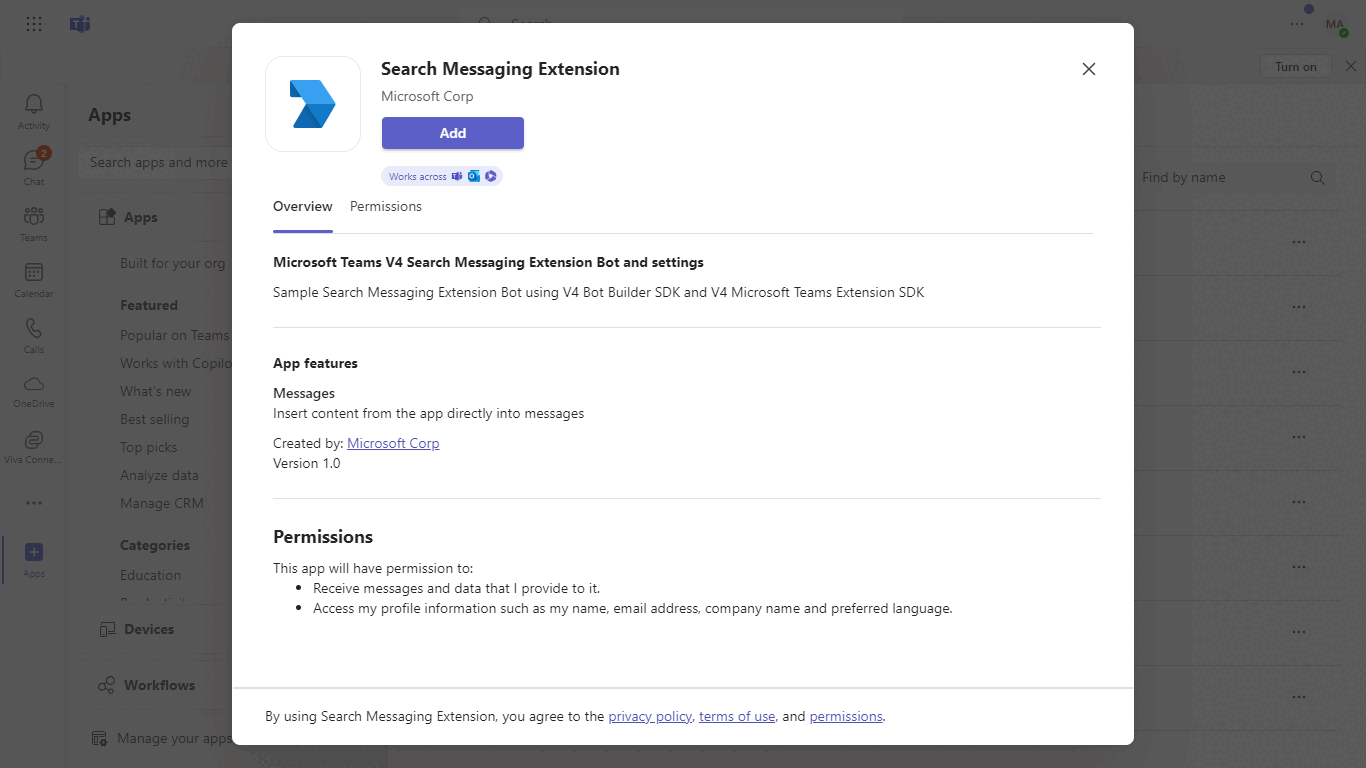 Search
MA
Turn on
Activity
Chat
2
Teams
Calendar
Calls
OneDrive
Viva Conne...
Apps
Apps
Search apps and more
Apps
Built for your org
Featured
Popular on Teams
Works with Copilo
What's new
Best selling
Top picks
Analyze data
Manage CRM
Categories
Education
Devices
Workflows
Manage your apps
Find by name
Search Messaging Extension
Microsoft Corp
Add
Works across
Overview Permissions
Microsoft Teams V4 Search Messaging Extension Bot and settings
Sample Search Messaging Extension Bot using V4 Bot Builder SDK and V4 Microsoft Teams Extension SDK
App features
Messages
Insert content from the app directly into messages
Created by: Microsoft Corp
Version 1.0
Permissions
This app will have permission to:
Receive messages and data that I provide to it.
Access my profile information such as my name, email address, company name and preferred language.
By using Search Messaging Extension, you agree to the privacy policy, terms of use, and permissions.